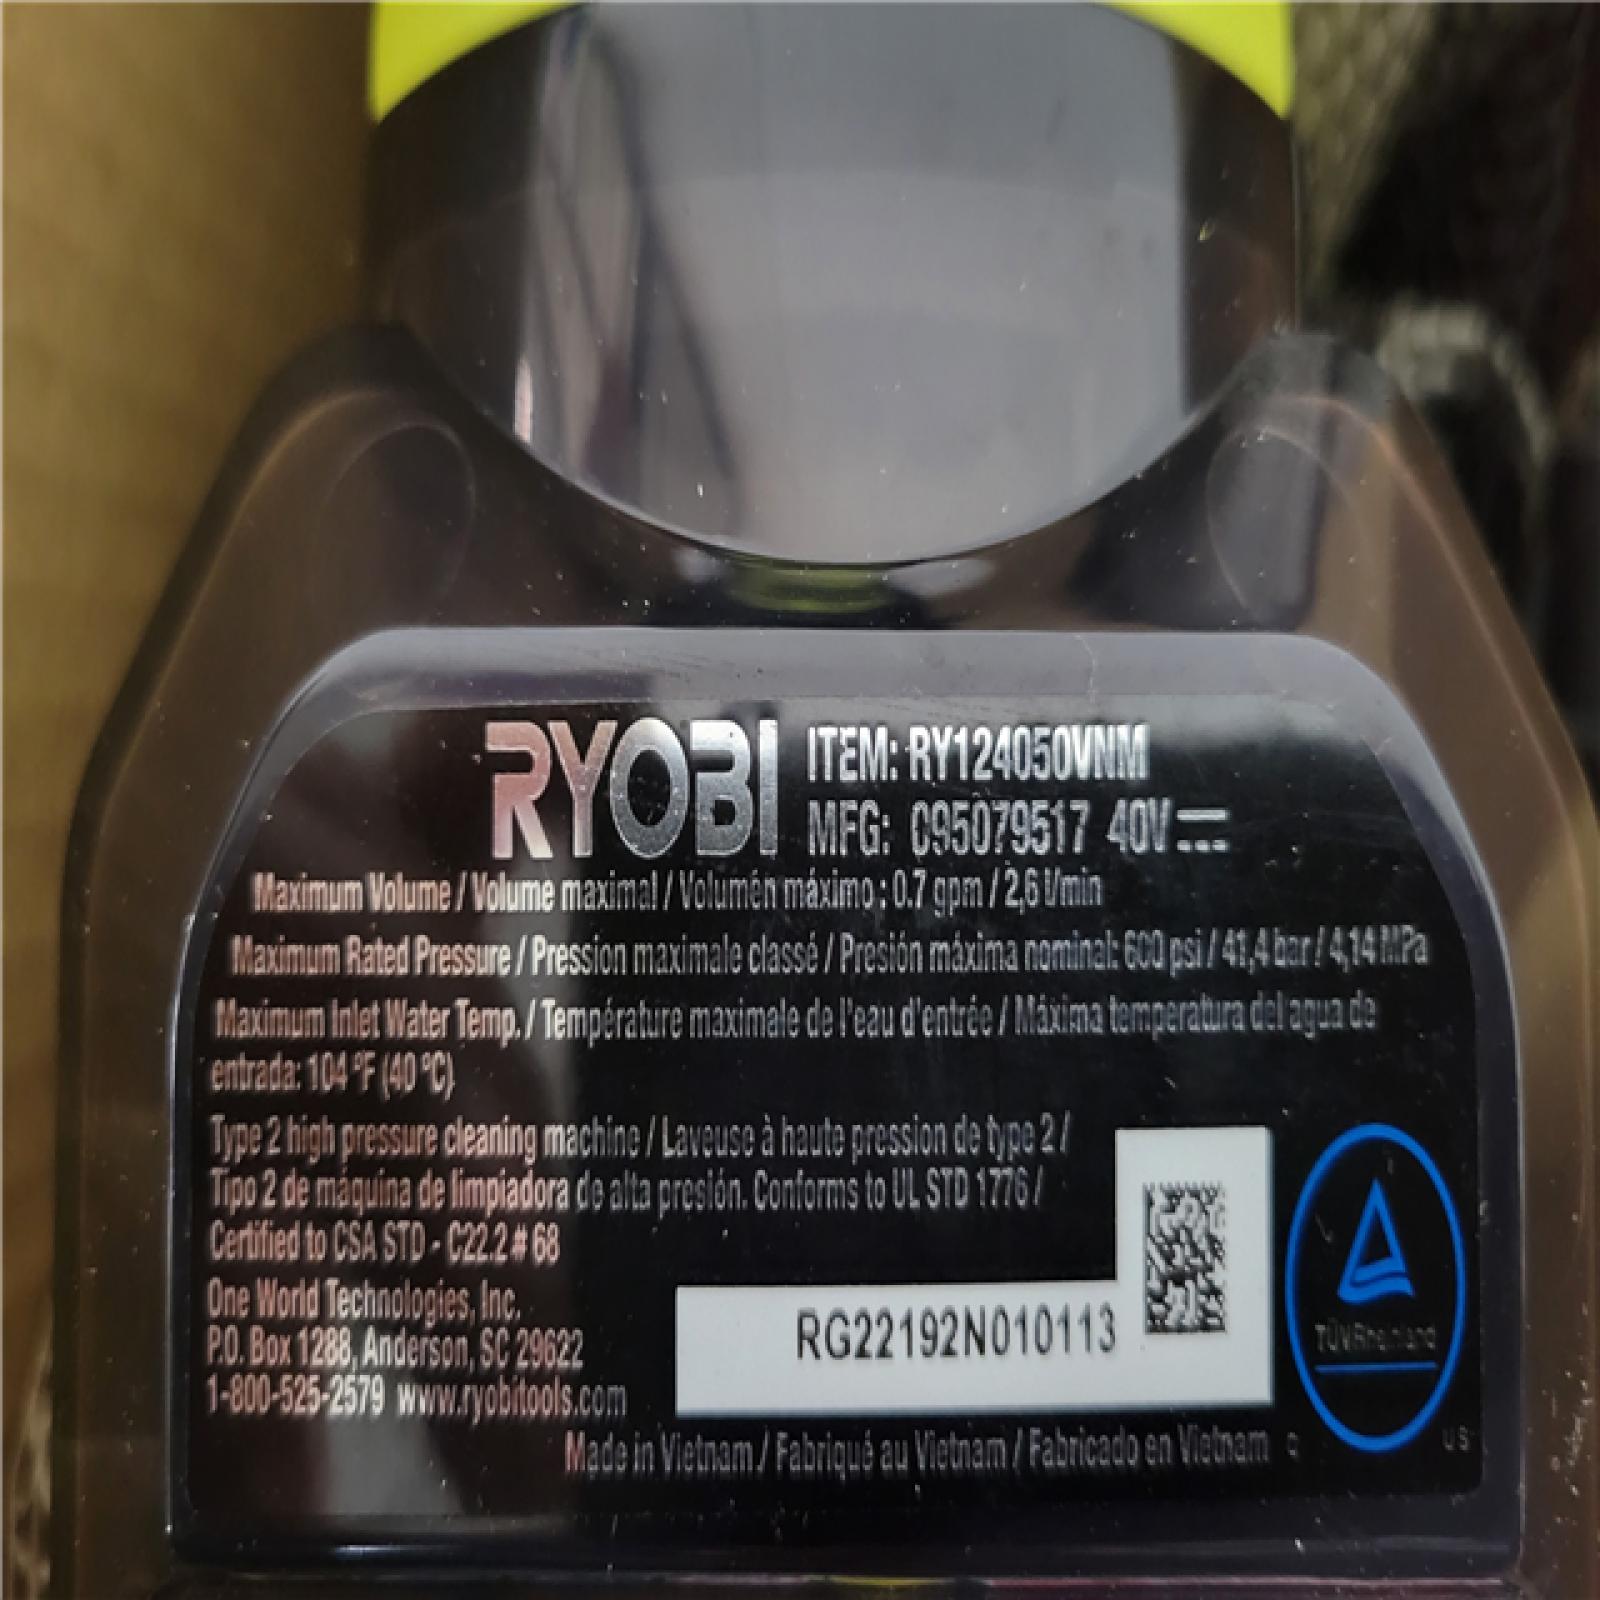 RYOBI
ITEM: RY124050VNM
MFG: C95079517 40V
Maximum Volume / Volume maximal / Volumén máximo : 0.7 gpm / 2,6 l/min
Maximum Rated Pressure / Pression maximale classé / Presión máxima nominal: 600 psi / 41,4 bar / 4,14 MPa
Maximum Inlet Water Temp. / Température maximale de l'eau d'entrée / Máxima temperatura del agua de
entrada: 104 °F (40 °C)
Type 2 high pressure cleaning machine / Laveuse à haute pression de type 2 /
Tipo 2 de máquina de limpiadora de alta presión. Conforms to UL STD 1776 /
Certified to CSA STD - C22.2 # 68
One World Technologies, Inc.
P.O. Box 1288, Anderson, SC 29622
1-800-525-2579 www.ryobitools.com
RG22192N010113
TÜVRheinland
Made in Vietnam / Fabriqué au Vietnam / Fabricado en Vietnam
C US